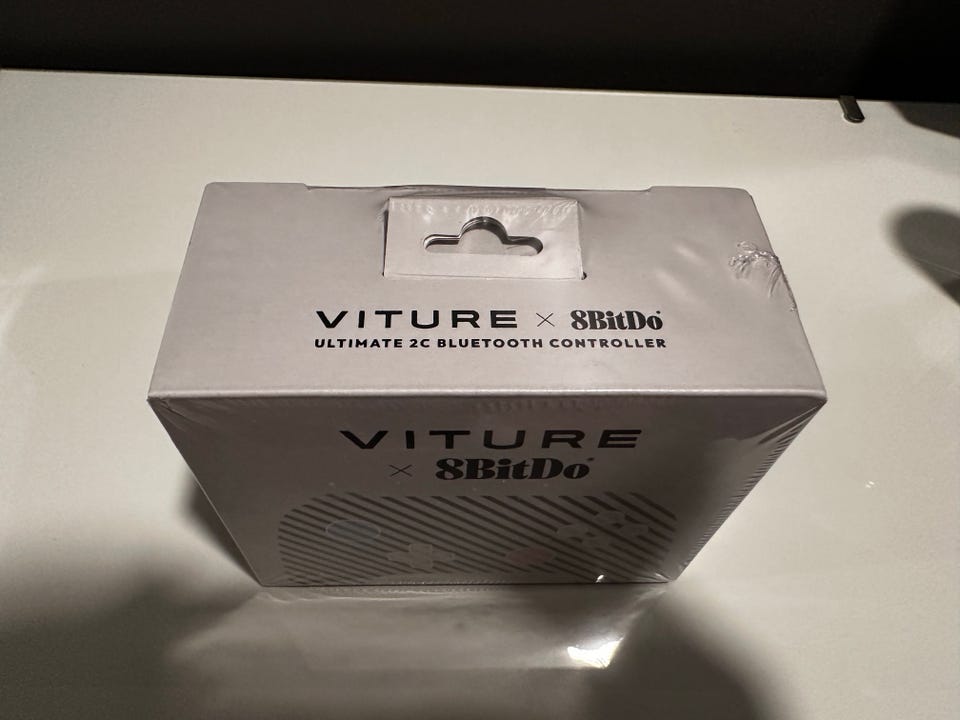 VITURE × 8BitDo
ULTIMATE 2C BLUETOOTH CONTROLLER
VITURE
× 8BitDo